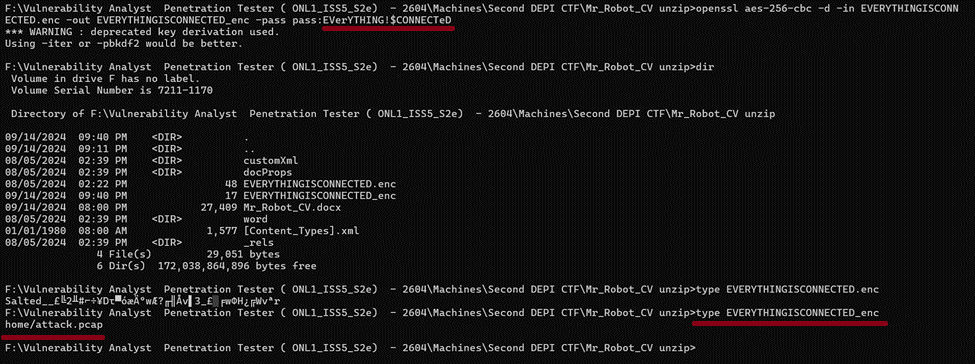 F:\Vulnerability Analyst  Penetration Tester ( ONL1_ISS5_S2e)  - 2604\Machines\Second DEPI CTF\Mr_Robot_CV unzip>openssl aes-256-cbc -d -in EVERYTHINGISCONN
ECTED.enc -out EVERYTHINGISCONNECTED_enc -pass pass:EVerYTHING!$CONNECTeD
*** WARNING : deprecated key derivation used.
Using -iter or -pbkdf2 would be better.
F:\Vulnerability Analyst  Penetration Tester ( ONL1_ISS5_S2e)  - 2604\Machines\Second DEPI CTF\Mr_Robot_CV unzip>dir
Volume in drive F has no label.
Volume Serial Number is 7211-1170
Directory of F:\Vulnerability Analyst  Penetration Tester ( ONL1_ISS5_S2e)  - 2604\Machines\Second DEPI CTF\Mr_Robot_CV unzip
09/14/2024  09:40 PM    <DIR>          .
09/14/2024  09:11 PM    <DIR>          ..
08/05/2024  02:39 PM    <DIR>          customXml
08/05/2024  02:39 PM    <DIR>          docProps
08/05/2024  02:22 PM                48 EVERYTHINGISCONNECTED.enc
09/14/2024  09:40 PM                17 EVERYTHINGISCONNECTED_enc
09/14/2024  08:00 PM            27,409 Mr_Robot_CV.docx
08/05/2024  02:39 PM    <DIR>          word
01/01/1980  08:00 AM             1,577 [Content_Types].xml
08/05/2024  02:39 PM    <DIR>          _rels
4 File(s)         29,051 bytes
6 Dir(s)  172,038,864,896 bytes free
F:\Vulnerability Analyst  Penetration Tester ( ONL1_ISS5_S2e)  - 2604\Machines\Second DEPI CTF\Mr_Robot_CV unzip>type EVERYTHINGISCONNECTED.enc
Salted__
F:\Vulnerability Analyst  Penetration Tester ( ONL1_ISS5_S2e)  - 2604\Machines\Second DEPI CTF\Mr_Robot_CV unzip>type EVERYTHINGISCONNECTED_enc
home/attack.pcap
F:\Vulnerability Analyst  Penetration Tester ( ONL1_ISS5_S2e)  - 2604\Machines\Second DEPI CTF\Mr_Robot_CV unzip>